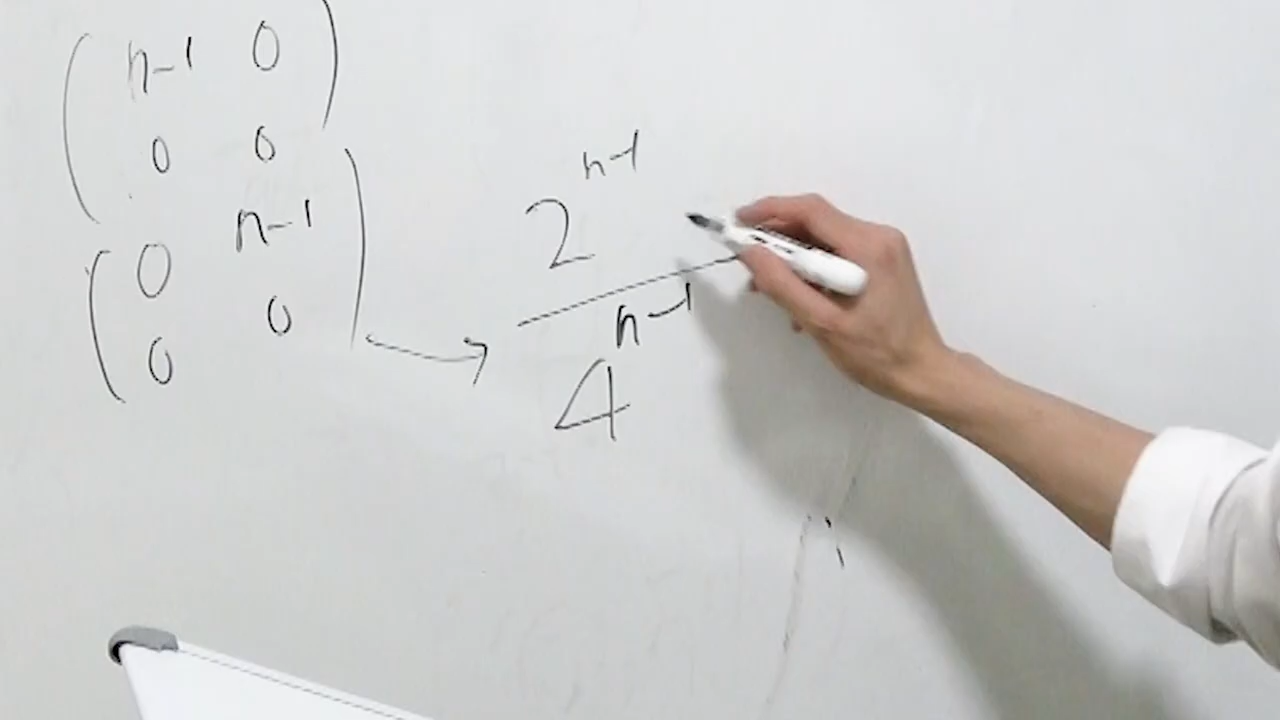 n-1 0
0 0
0 n-1
0 0
→
2^{n-1}
4^{n-1}